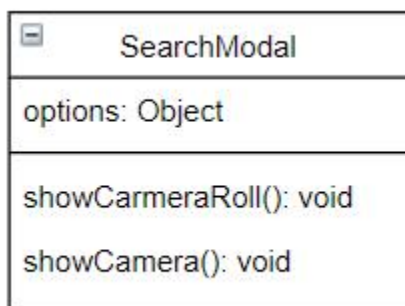 SearchModal
options: Object
showCarmeraRoll(): void
showCamera(): void